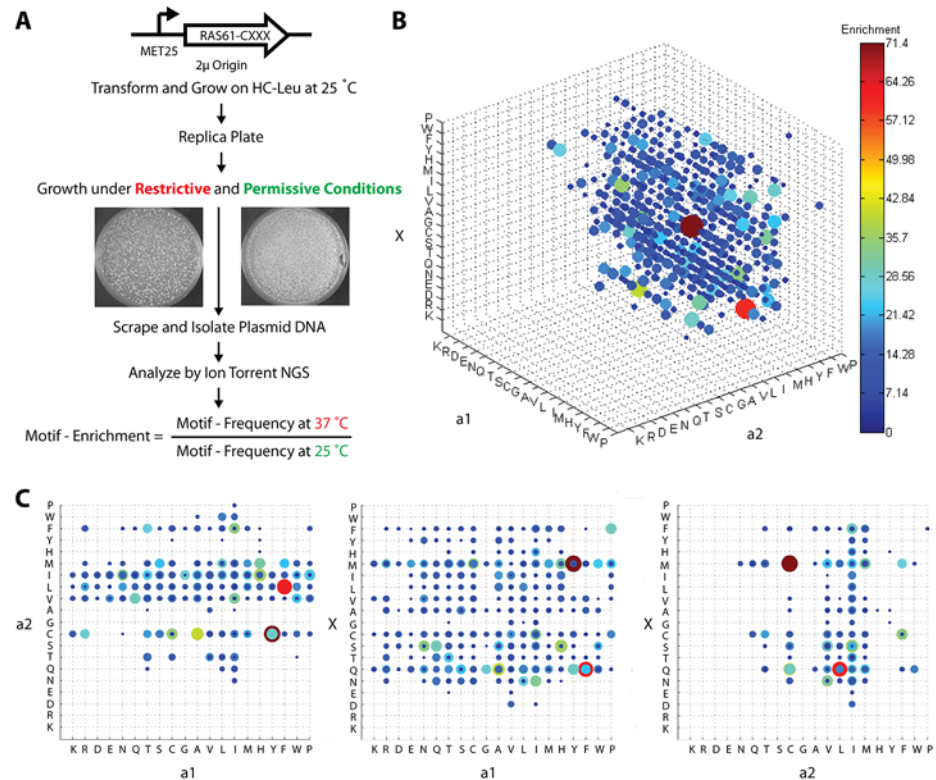 A
RAS61-CXXX
MET25
2µ Origin
Transform and Grow on HC-Leu at 25 ˚C
Replica Plate
Growth under Restrictive and Permissive Conditions
Scrape and Isolate Plasmid DNA
Analyze by Ion Torrent NGS
Motif - Enrichment = Motif - Frequency at 37 ˚C
Motif - Frequency at 25 ˚C
B
Enrichment
71.4
64.26
57.12
49.98
42.84
35.7
28.56
21.42
14.28
7.14
0
X
P
W
F
Y
H
M
I
L
V
A
G
C
S
T
Q
N
E
D
R
K
K R D E N Q T S C G A V L I M H Y F W P
a1
K R D E N Q T S C G A V L I M H Y F W P
a2
C
a2
P
W
F
Y
H
M
I
L
V
A
G
C
S
T
Q
N
E
D
R
K
K R D E N Q T S C G A V L I M H Y F W P
a1
X
P
W
F
Y
H
M
I
L
V
A
G
C
S
T
Q
N
E
D
R
K
K R D E N Q T S C G A V L I M H Y F W P
a1
X
P
W
F
Y
H
M
I
L
V
A
G
C
S
T
Q
N
E
D
R
K
K R D E N Q T S C G A V L I M H Y F W P
a2